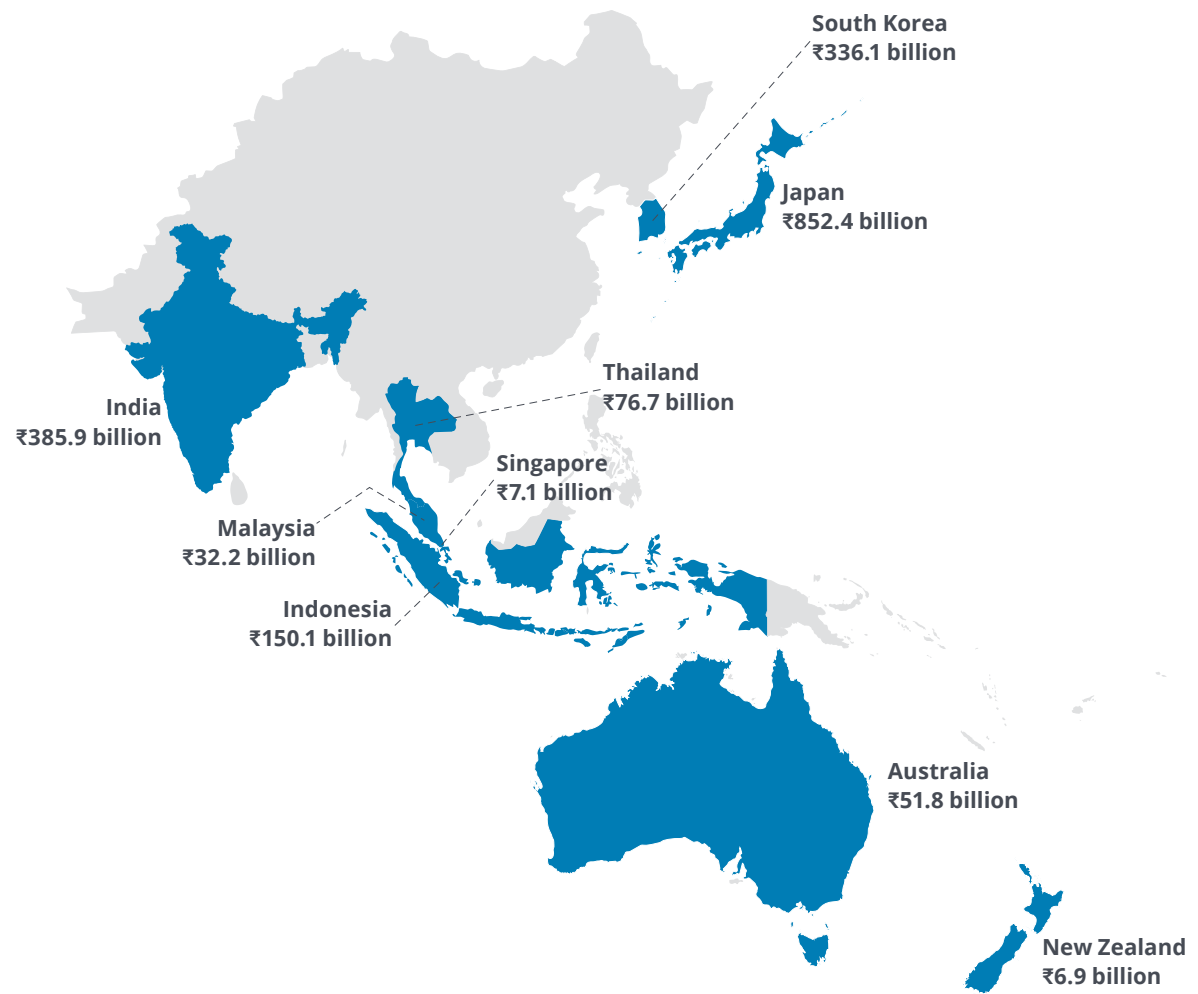 South Korea
₹336.1 billion
Japan
₹852.4 billion
Thailand
₹76.7 billion
India
₹385.9 billion
Singapore
₹7.1 billion
Malaysia
₹32.2 billion
Indonesia
₹150.1 billion
Australia
₹51.8 billion
New Zealand
₹6.9 billion